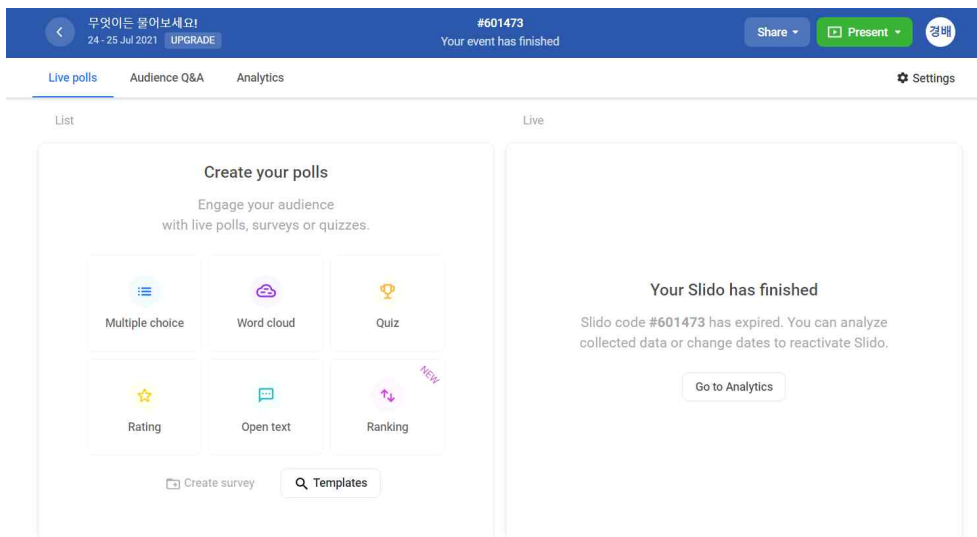 무엇이든 물어보세요!
24 - 25 Jul 2021 UPGRADE
#601473
Your event has finished
Share
Present
경배
Live polls
Audience Q&A
Analytics
Settings
List
Live
Create your polls
Engage your audience
with live polls, surveys or quizzes.
Multiple choice
Word cloud
Quiz
NEW
Rating
Open text
Ranking
Create survey
Templates
Your Slido has finished
Slido code #601473 has expired. You can analyze
collected data or change dates to reactivate Slido.
Go to Analytics